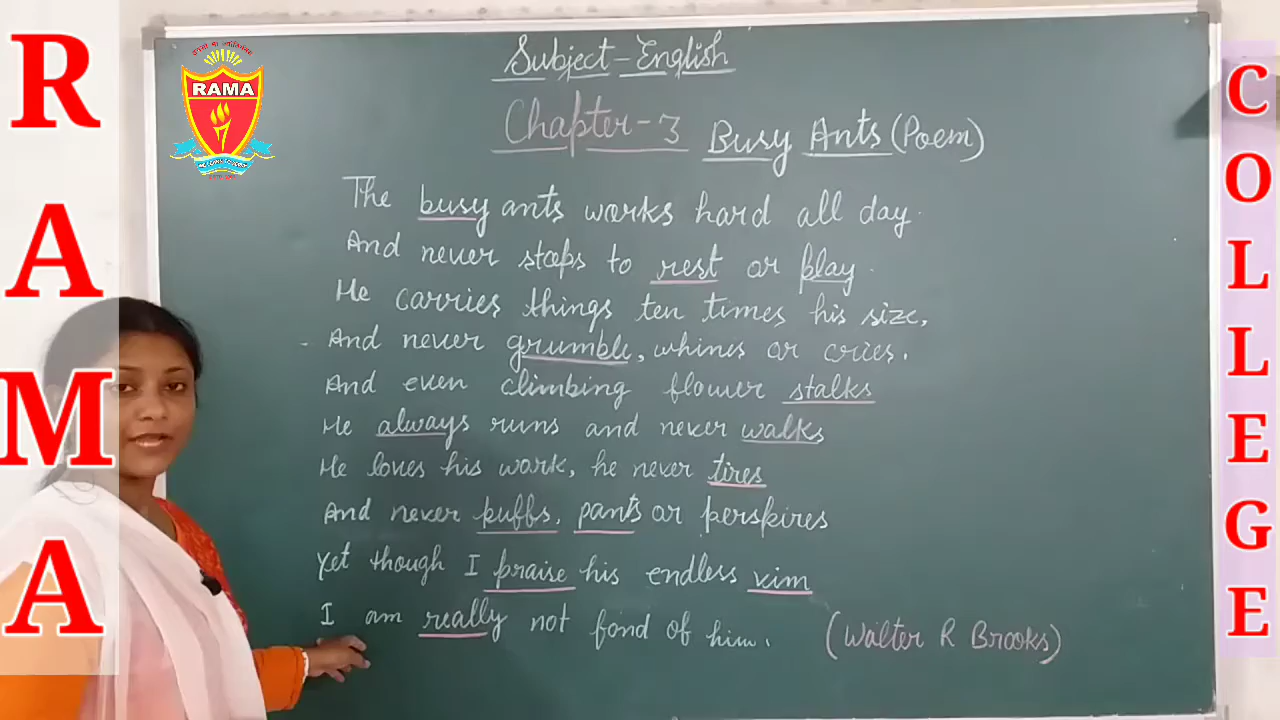 RAMA
COLLEGE
RAMA
Subject - English
Chapter - 3 Busy Ants (Poem)
The busy ants works hard all day.
And never stops to rest or play.
He carries things ten times his size,
And never grumble, whines or cries.
And even climbing flower stalks
He always runs and never walks
He loves his work, he never tires
And never puffs, pants or perspires
Yet though I praise his endless vim
I am really not fond of him.
(Walter R Brooks)